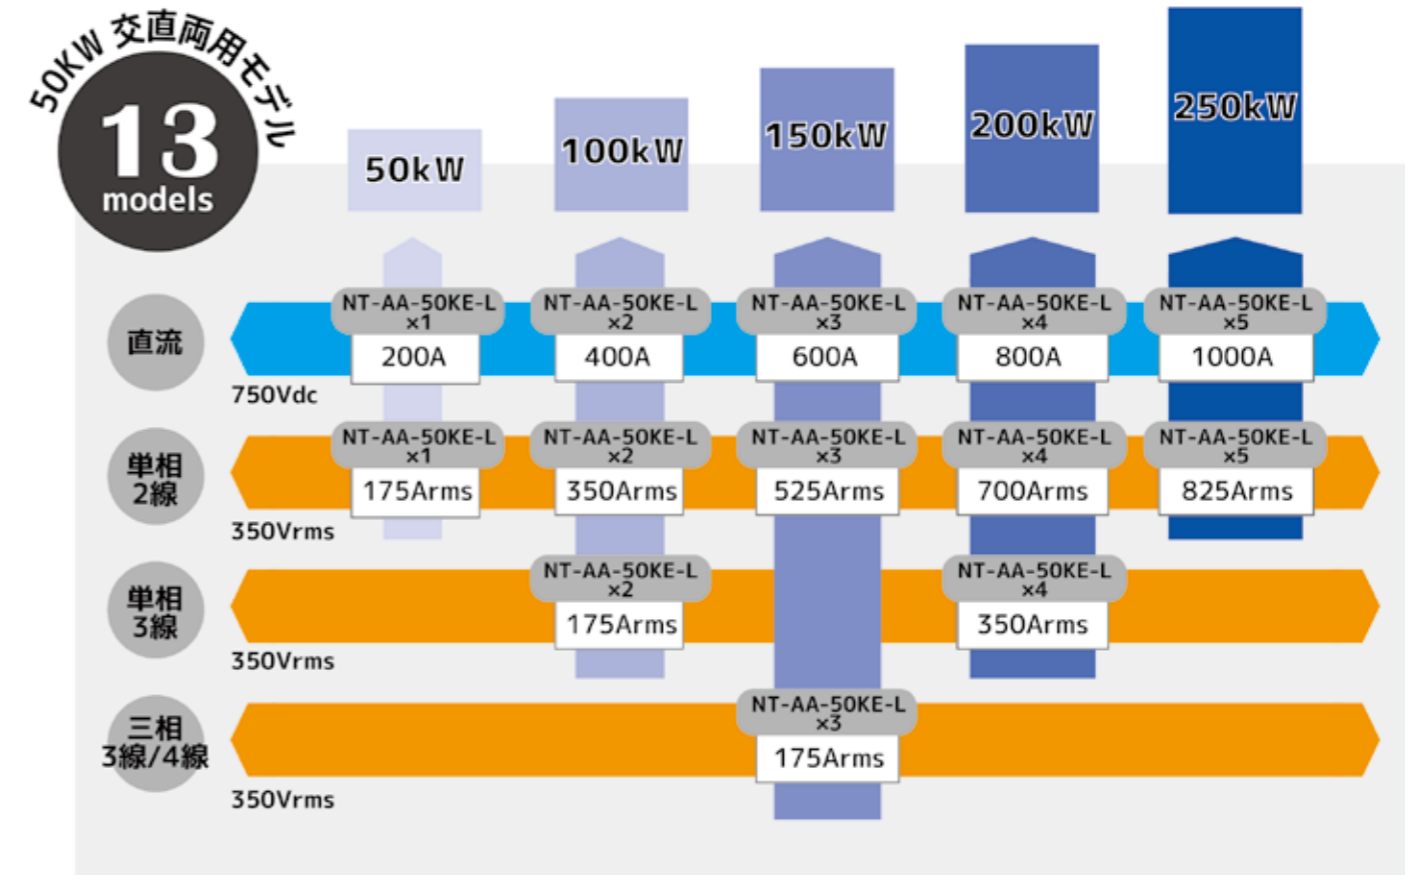 50KW 交直両用モデル
13
models
50kW
100kW
150kW
200kW
250kW
直流
750Vdc
NT-AA-50KE-L
×1
200A
NT-AA-50KE-L
×2
400A
NT-AA-50KE-L
×3
600A
NT-AA-50KE-L
×4
800A
NT-AA-50KE-L
×5
1000A
単相
2線
350Vrms
NT-AA-50KE-L
×1
175Arms
NT-AA-50KE-L
×2
350Arms
NT-AA-50KE-L
×3
525Arms
NT-AA-50KE-L
×4
700Arms
NT-AA-50KE-L
×5
825Arms
単相
3線
350Vrms
NT-AA-50KE-L
×2
175Arms
NT-AA-50KE-L
×4
350Arms
三相
3線/4線
350Vrms
NT-AA-50KE-L
×3
175Arms